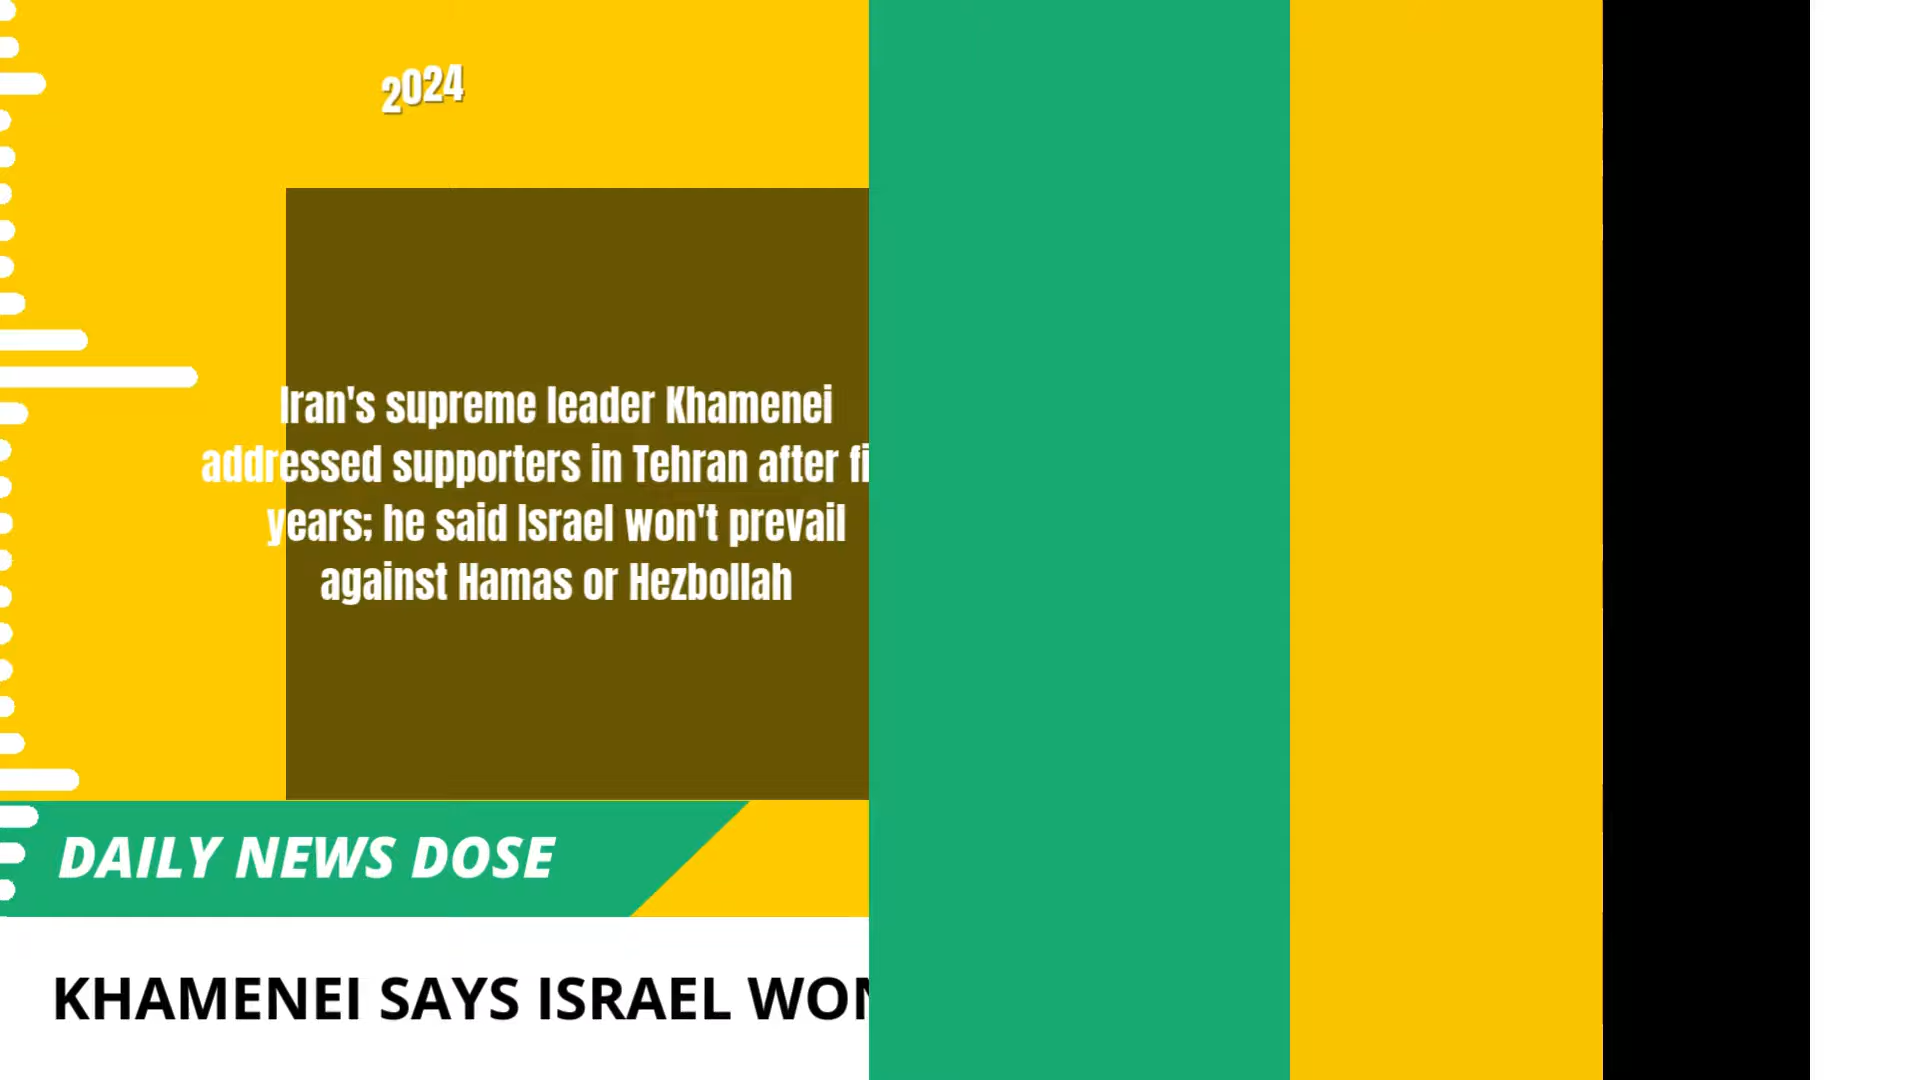 2024
Iran's supreme leader Khamenei
addressed supporters in Tehran after
years; he said Israel won't prevail
against Hamas or Hezbollah
DAILY NEWS DOSE
KHAMENEI SAYS ISRAEL